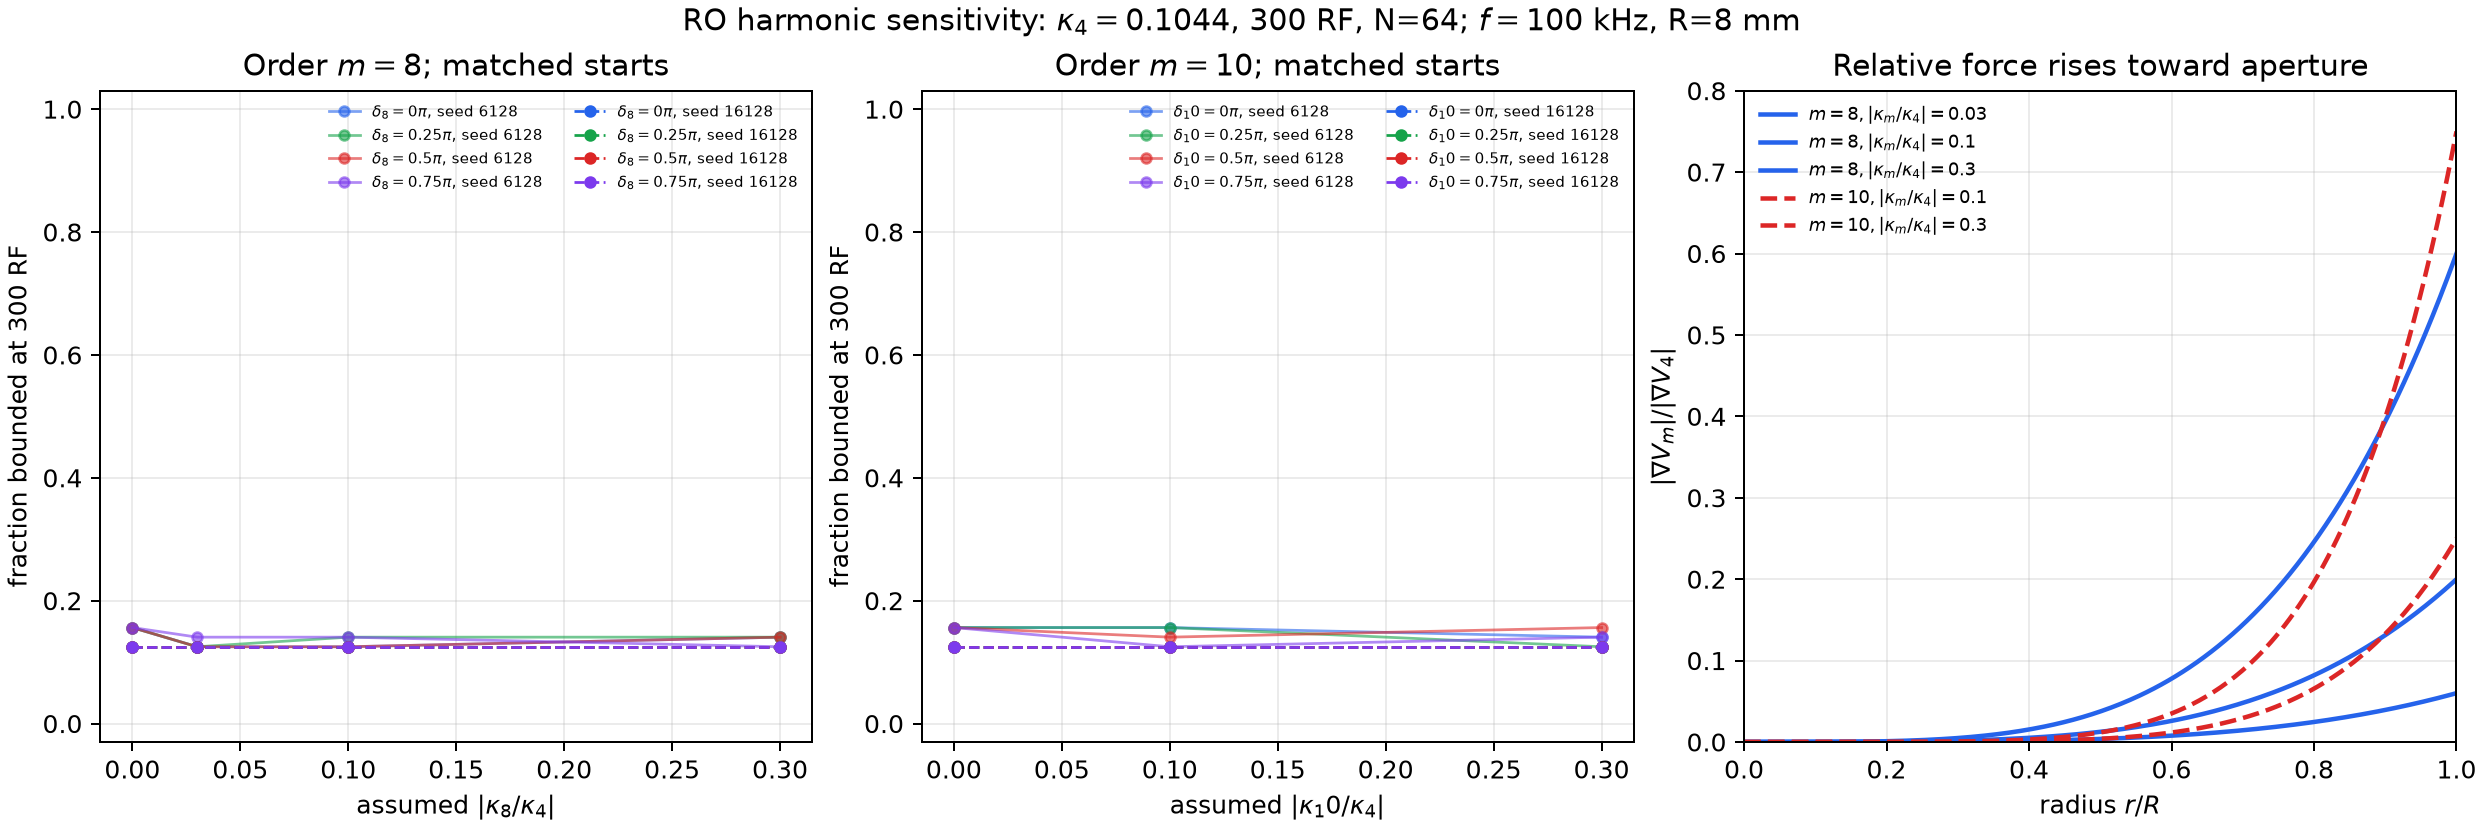 RO harmonic sensitivity: κ₄ = 0.1044, 300 RF, N=64; f = 100 kHz, R=8 mm
Order m = 8; matched starts
fraction bounded at 300 RF
1.0
0.8
0.6
0.4
0.2
0.0
δ₈ = 0π, seed 6128
δ₈ = 0.25π, seed 6128
δ₈ = 0.5π, seed 6128
δ₈ = 0.75π, seed 6128
δ₈ = 0π, seed 16128
δ₈ = 0.25π, seed 16128
δ₈ = 0.5π, seed 16128
δ₈ = 0.75π, seed 16128
0.00 0.05 0.10 0.15 0.20 0.25 0.30
assumed |κ₈/κ₄|
Order m = 10; matched starts
fraction bounded at 300 RF
1.0
0.8
0.6
0.4
0.2
0.0
δ₁0 = 0π, seed 6128
δ₁0 = 0.25π, seed 6128
δ₁0 = 0.5π, seed 6128
δ₁0 = 0.75π, seed 6128
δ₁0 = 0π, seed 16128
δ₁0 = 0.25π, seed 16128
δ₁0 = 0.5π, seed 16128
δ₁0 = 0.75π, seed 16128
0.00 0.05 0.10 0.15 0.20 0.25 0.30
assumed |κ₁0/κ₄|
Relative force rises toward aperture
|∇Vₘ|/|∇V₄|
0.8
0.7
0.6
0.5
0.4
0.3
0.2
0.1
0.0
m = 8, |κₘ/κ₄| = 0.03
m = 8, |κₘ/κ₄| = 0.1
m = 8, |κₘ/κ₄| = 0.3
m = 10, |κₘ/κ₄| = 0.1
m = 10, |κₘ/κ₄| = 0.3
0.0 0.2 0.4 0.6 0.8 1.0
radius r/R